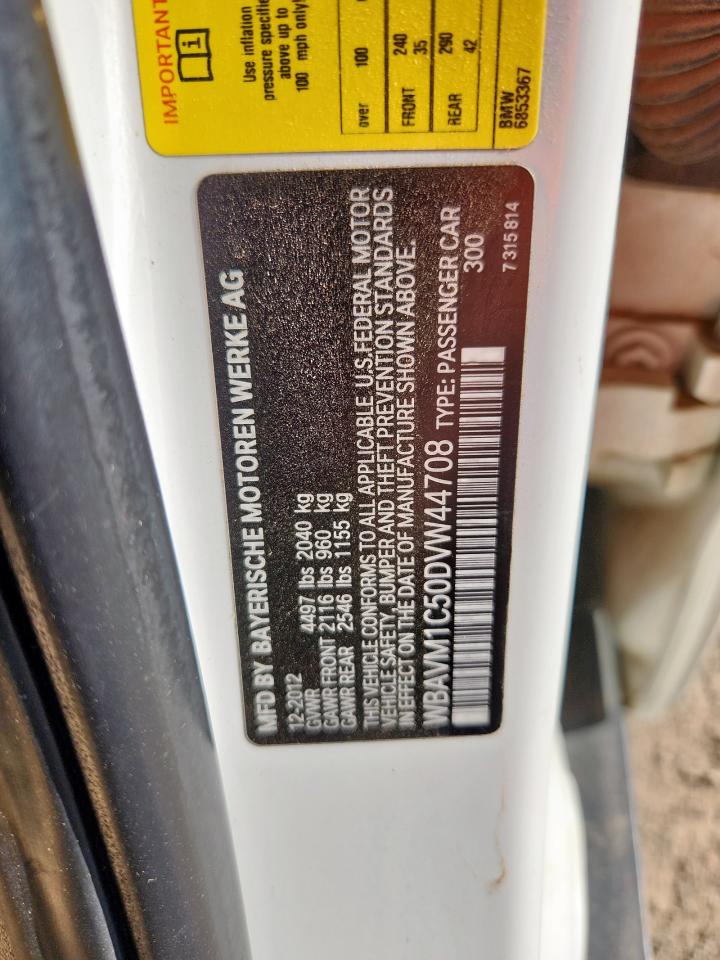 IMPORTANT
Use inflation
pressure specifie
above up to
100 mph only!
over 100
FRONT 240 35
REAR 290 42
BMW
6853367
MFD BY BAYERISCHE MOTOREN WERKE AG
12-2012
GVWR 4497 lbs 2040 kg
GAWR FRONT 2116 lbs 960 kg
GAWR REAR 2546 lbs 1155 kg
THIS VEHICLE CONFORMS TO ALL APPLICABLE U.S.FEDERAL MOTOR
VEHICLE SAFETY, BUMPER AND THEFT PREVENTION STANDARDS
IN EFFECT ON THE DATE OF MANUFACTURE SHOWN ABOVE.
WBAVM1C50DVW44708 TYPE: PASSENGER CAR
300
7 315 814